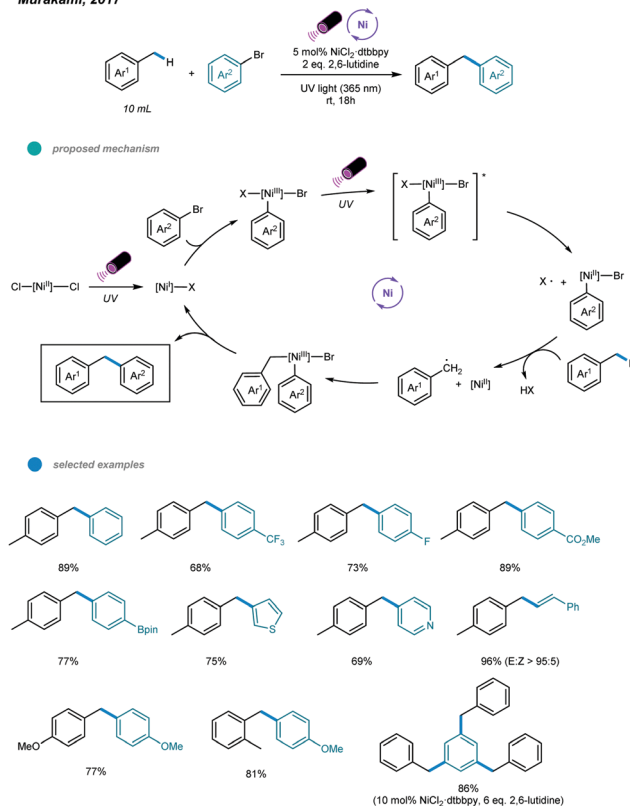 Murakami, 2017
Ni
5 mol% NiCl2·dtbbpy
2 eq. 2,6-lutidine
UV light (365 nm)
rt, 18h
Ar1
H
+
Ar2
Br
Ar1
Ar2
10 mL
proposed mechanism
X—[NiIII]—Br
Ar2
UV
X—[NiIII]—Br
Ar2
*
Br
Ar2
Cl—[NiII]—Cl
UV
[NiI]—X
Ni
X· +
[NiII]—Br
Ar2
Ar1
Ar2
[NiIII]—Br
Ar1
Ar2
ĊH2
Ar1
+ [NiII]
HX
Ar1
selected examples
CF3
F
CO2Me
89%
68%
73%
89%
Bpin
S
N
Ph
77%
75%
69%
96% (E:Z > 95:5)
MeO
OMe
OMe
77%
81%
86%
(10 mol% NiCl2·dtbbpy, 6 eq. 2,6-lutidine)